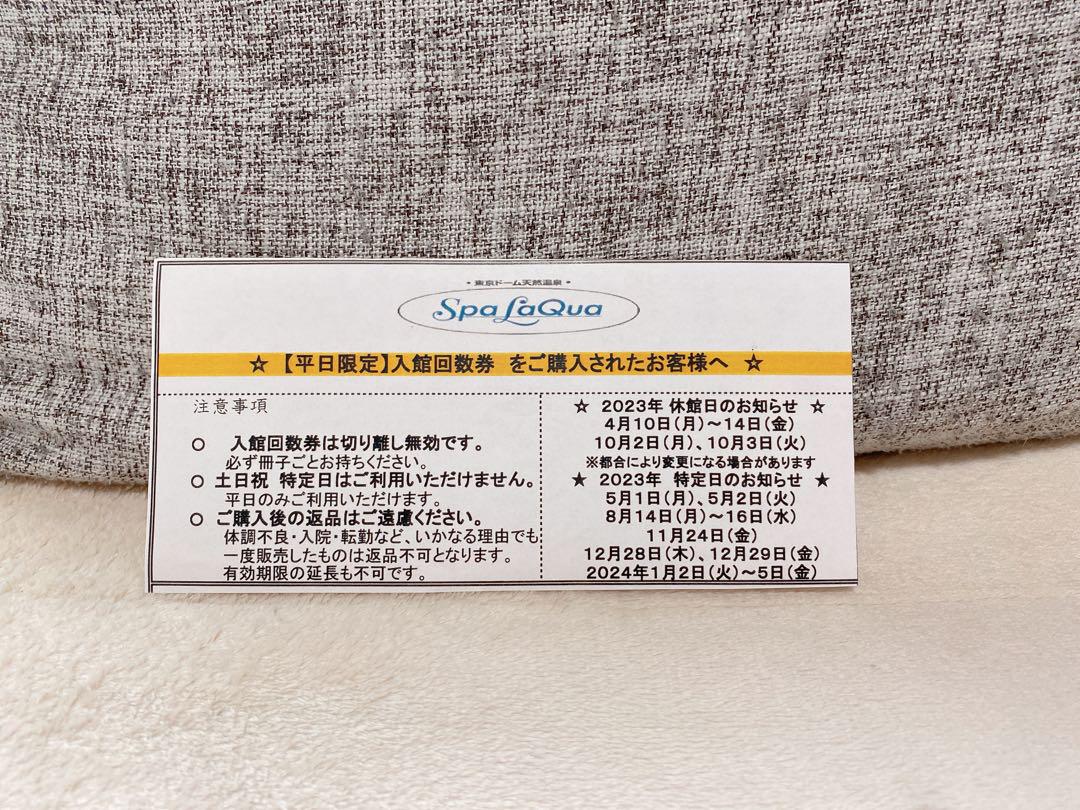 ・東京ドーム天然温泉・
Spa LaQua
☆ 【平日限定】入館回数券 をご購入されたお客様へ ☆
注意事項
○ 入館回数券は切り離し無効です。
必ず冊子ごとお持ちください。
○ 土日祝 特定日はご利用いただけません。
平日のみご利用いただけます。
○ ご購入後の返品はご遠慮ください。
体調不良・入院・転勤など、いかなる理由でも
一度販売したものは返品不可となります。
有効期限の延長も不可です。
☆ 2023年 休館日のお知らせ ☆
4月10日(月)～14日(金)
10月2日(月)、10月3日(火)
※都合により変更になる場合があります
★ 2023年 特定日のお知らせ ★
5月1日(月)、5月2日(火)
8月14日(月)～16日(水)
11月24日(金)
12月28日(木)、12月29日(金)
2024年1月2日(火)～5日(金)